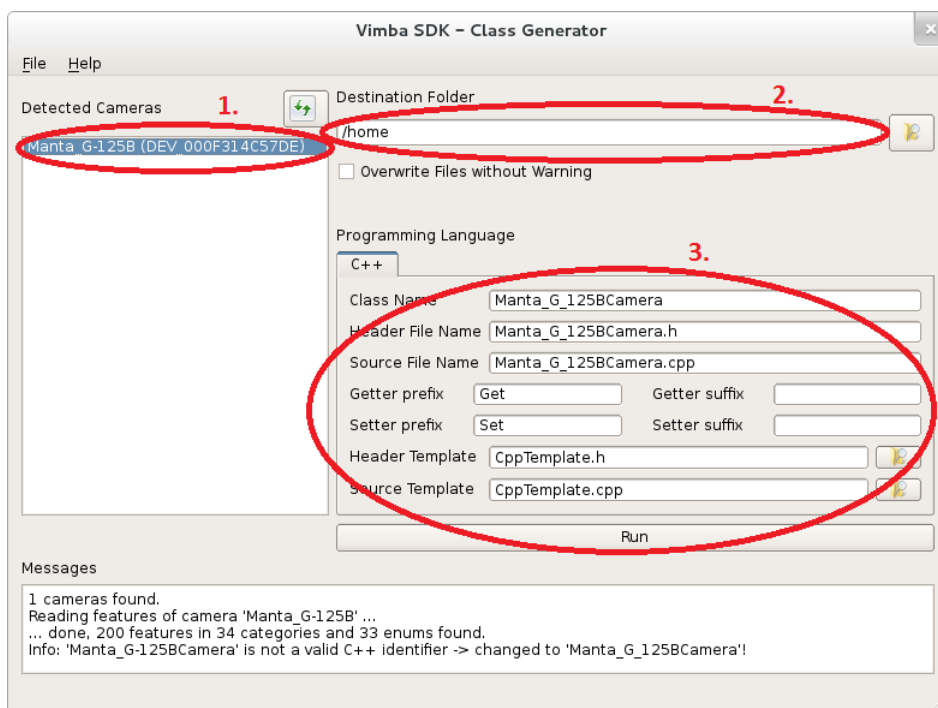 Vimba SDK – Class Generator
File Help
Detected Cameras
1.
Manta_G-125B (DEV_000F314C57DE)
Destination Folder
2.
/home
Overwrite Files without Warning
Programming Language
3.
C++
Class Name Manta_G_125BCamera
Header File Name Manta_G_125BCamera.h
Source File Name Manta_G_125BCamera.cpp
Getter prefix Get Getter suffix
Setter prefix Set Setter suffix
Header Template CppTemplate.h
Source Template CppTemplate.cpp
Run
Messages
1 cameras found.
Reading features of camera 'Manta_G-125B' ...
... done, 200 features in 34 categories and 33 enums found.
Info: 'Manta_G-125BCamera' is not a valid C++ identifier -> changed to 'Manta_G_125BCamera'!